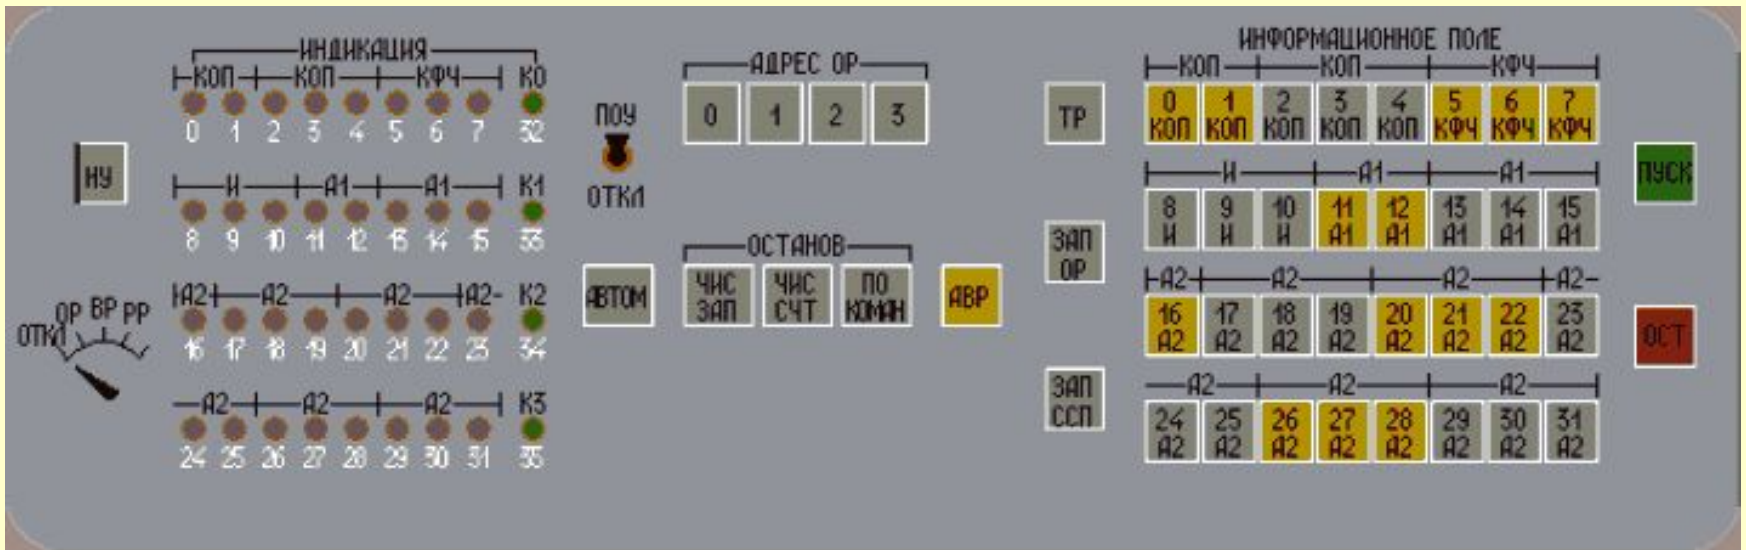 ИНДИКАЦИЯ
КОП КОП КФЧ К0
0 1 2 3 4 5 6 7 32
И А1 А1 К1
8 9 10 11 12 13 14 15 33
А2 А2 А2 А2 К2
16 17 18 19 20 21 22 23 34
А2 А2 А2 К3
24 25 26 27 28 29 30 31 35
НУ
ОТКЛ ОР ВР РР
ПОУ
ОТКЛ
АДРЕС ОР
0 1 2 3
АВТОМ
ОСТАНОВ
ЧИС ЧИС ПО
ЗАП СЧТ КОМАН
АВР
ТР
ЗАП
ОР
ЗАП
ССП
ИНФОРМАЦИОННОЕ ПОЛЕ
КОП КОП КФЧ
0 1 2 3 4 5 6 7
КОП КОП КОП КОП КОП КФЧ КФЧ КФЧ
И А1 А1
8 9 10 11 12 13 14 15
И И И А1 А1 А1 А1 А1
А2 А2 А2 А2
16 17 18 19 20 21 22 23
А2 А2 А2 А2 А2 А2 А2 А2
А2 А2 А2
24 25 26 27 28 29 30 31
А2 А2 А2 А2 А2 А2 А2 А2
ПУСК
ОСТ